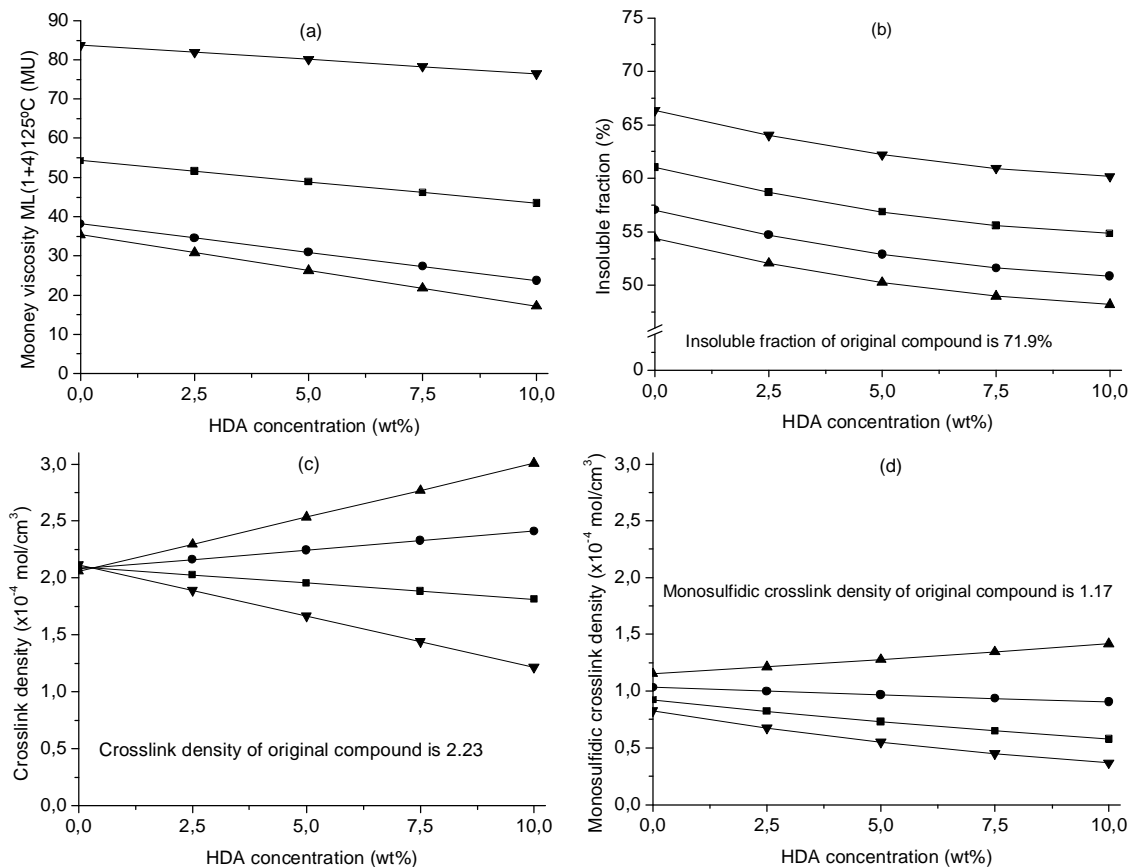 (a)
Mooney viscosity ML(1+4)125ºC (MU)
90
80
70
60
50
40
30
20
10
0
0,0 2,5 5,0 7,5 10,0
HDA concentration (wt%)
(b)
Insoluble fraction (%)
75
70
65
60
55
50
0
Insoluble fraction of original compound is 71.9%
0,0 2,5 5,0 7,5 10,0
HDA concentration (wt%)
(c)
Crosslink density (x10⁻⁴ mol/cm³)
3,0
2,5
2,0
1,5
1,0
0,5
0,0
Crosslink density of original compound is 2.23
0,0 2,5 5,0 7,5 10,0
HDA concentration (wt%)
(d)
Monosulfidic crosslink density (x10⁻⁴ mol/cm³)
3,0
2,5
2,0
1,5
1,0
0,5
0,0
Monosulfidic crosslink density of original compound is 1.17
0,0 2,5 5,0 7,5 10,0
HDA concentration (wt%)